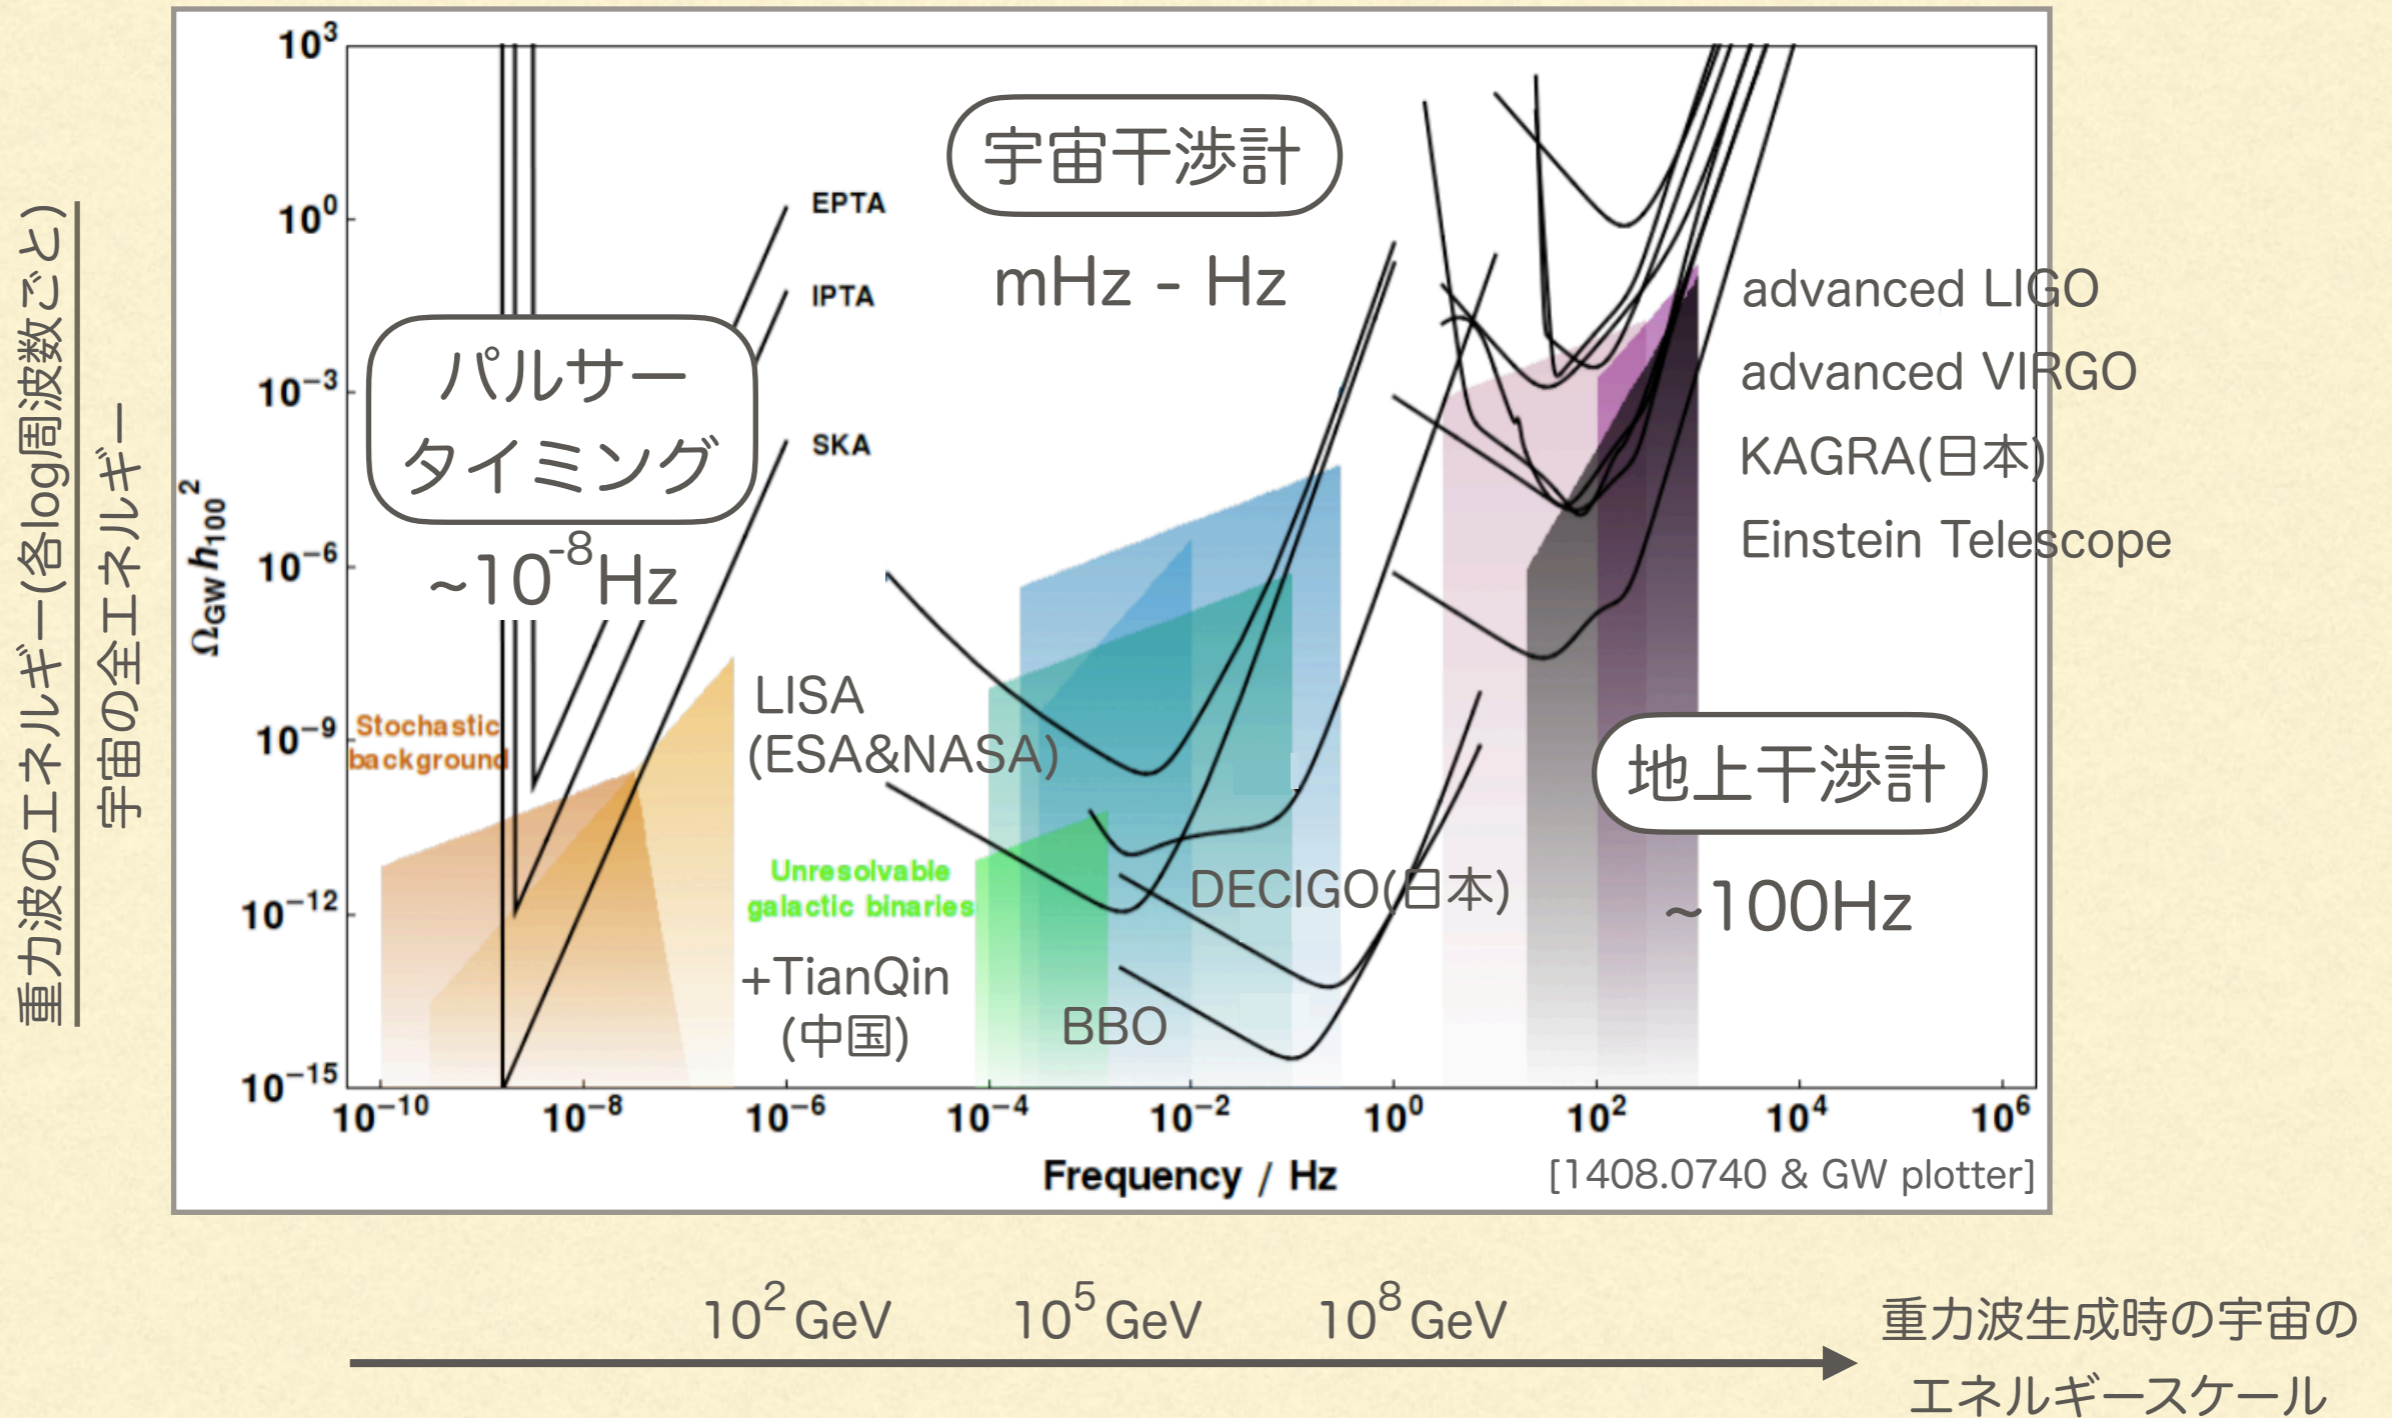 重力波のエネルギー(各log周波数ごと)
宇宙の全エネルギー
Ω_GW h_100^2
10^3
10^0
10^−3
10^−6
10^−9
10^−12
10^−15
宇宙干渉計
mHz - Hz
EPTA
IPTA
SKA
パルサー
タイミング
~10^-8Hz
advanced LIGO
advanced VIRGO
KAGRA(日本)
Einstein Telescope
Stochastic
background
LISA
(ESA&NASA)
地上干渉計
~100Hz
Unresolvable
galactic binaries
DECIGO(日本)
+TianQin
(中国)
BBO
10^−10
10^−8
10^−6
10^−4
10^−2
10^0
10^2
10^4
10^6
Frequency / Hz
[1408.0740 & GW plotter]
10^2 GeV
10^5 GeV
10^8 GeV
重力波生成時の宇宙の
エネルギースケール